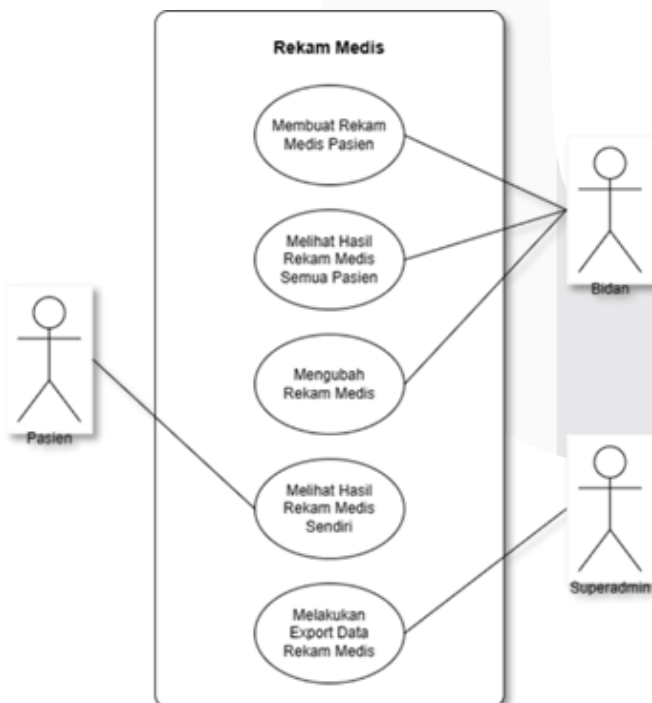 Rekam Medis
Membuat Rekam
Medis Pasien
Melihat Hasil
Rekam Medis
Semua Pasien
Bidan
Mengubah
Rekam Medis
Pasien
Melihat Hasil
Rekam Medis
Sendiri
Superadmin
Melakukan
Export Data
Rekam Medis